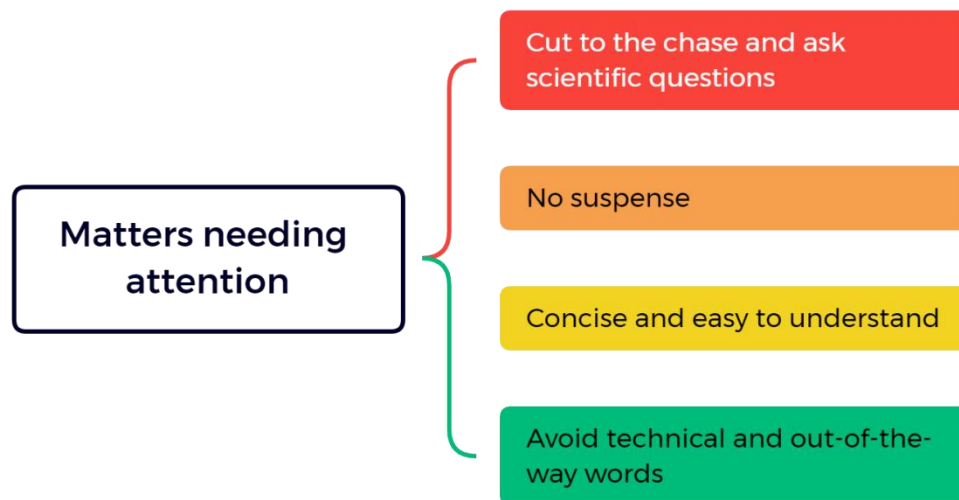 Matters needing
attention
Cut to the chase and ask
scientific questions
No suspense
Concise and easy to understand
Avoid technical and out-of-the-
way words